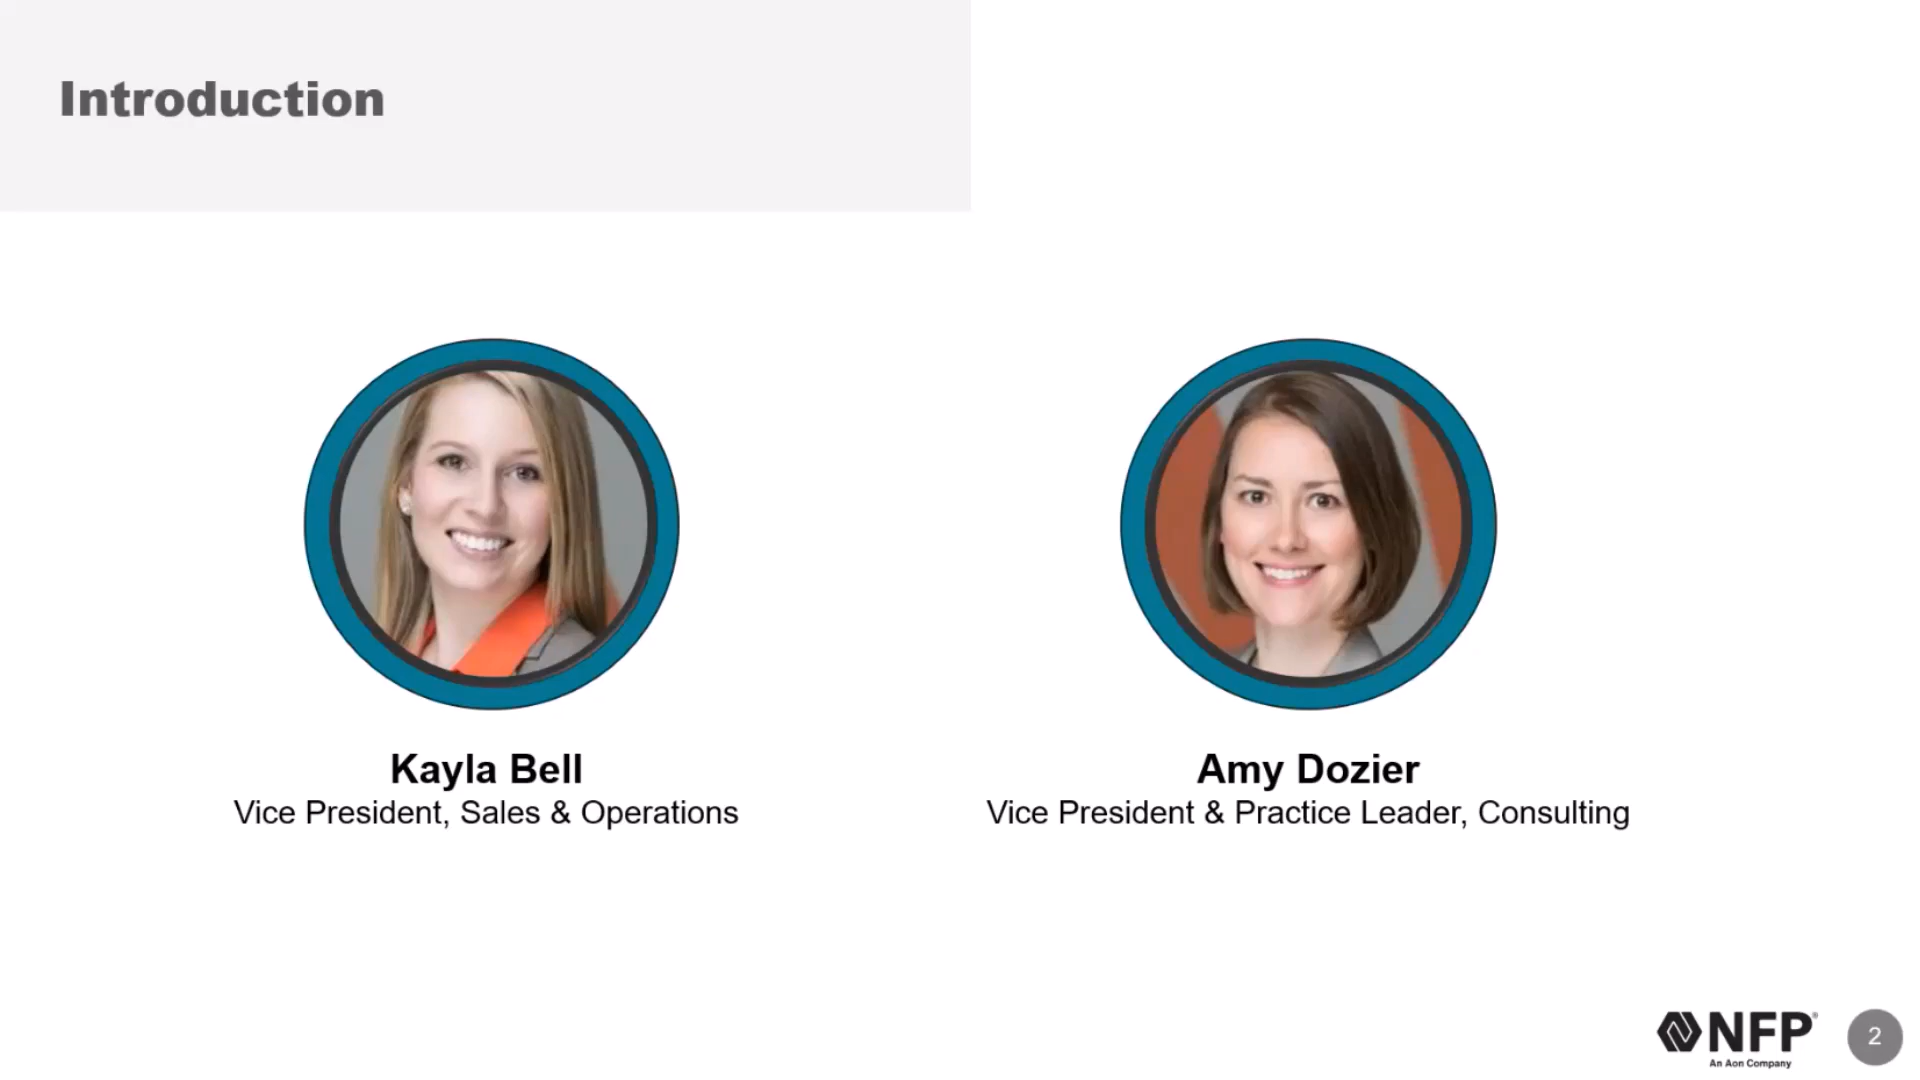 Introduction
Kayla Bell
Vice President, Sales & Operations
Amy Dozier
Vice President & Practice Leader, Consulting
NFP®
An Aon Company
2